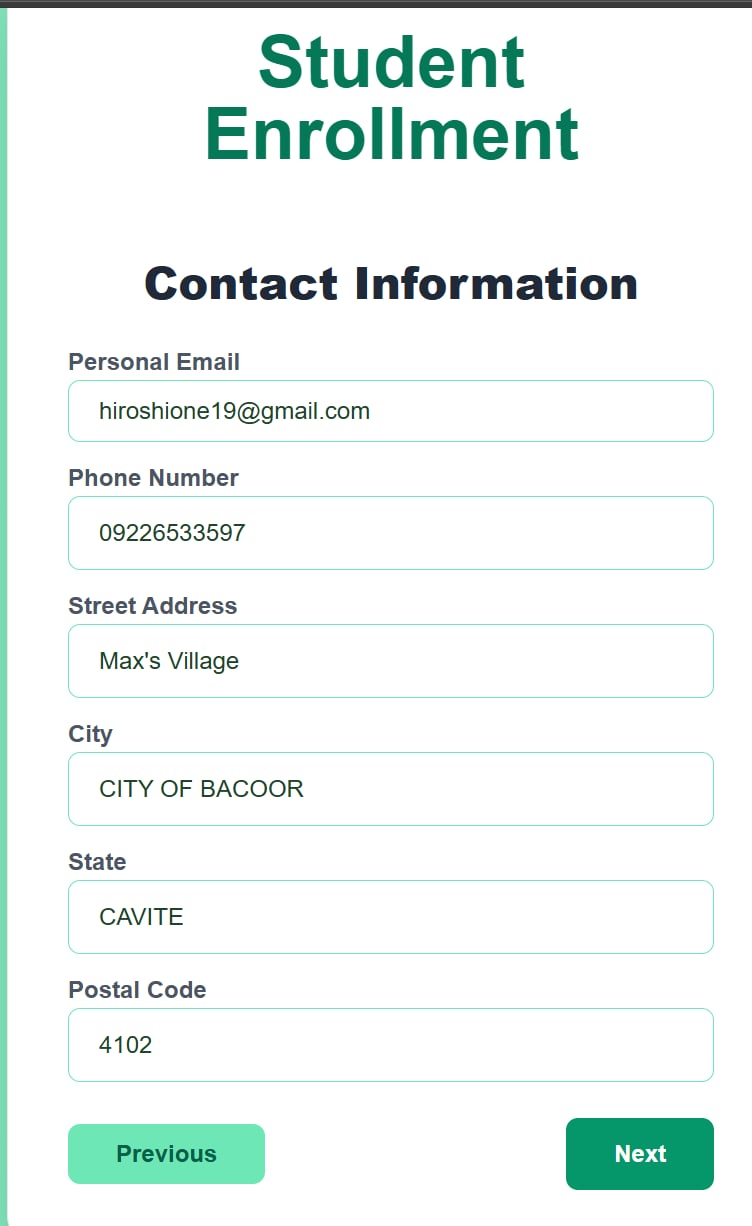 Student
Enrollment
Contact Information
Personal Email
hiroshione19@gmail.com
Phone Number
09226533597
Street Address
Max's Village
City
CITY OF BACOOR
State
CAVITE
Postal Code
4102
Previous
Next